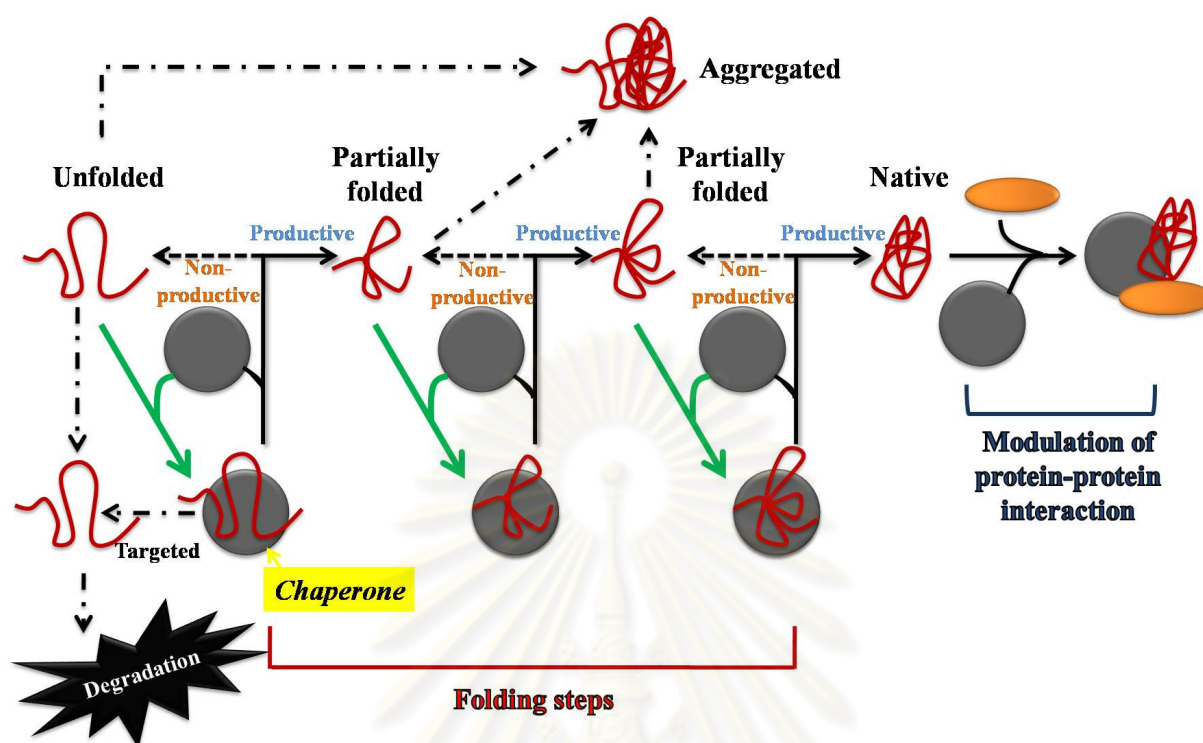 Aggregated
Unfolded
Partially
folded
Partially
folded
Native
Productive
Non-
productive
Productive
Non-
productive
Productive
Non-
productive
Targeted
Chaperone
Degradation
Folding steps
Modulation of
protein-protein
interaction